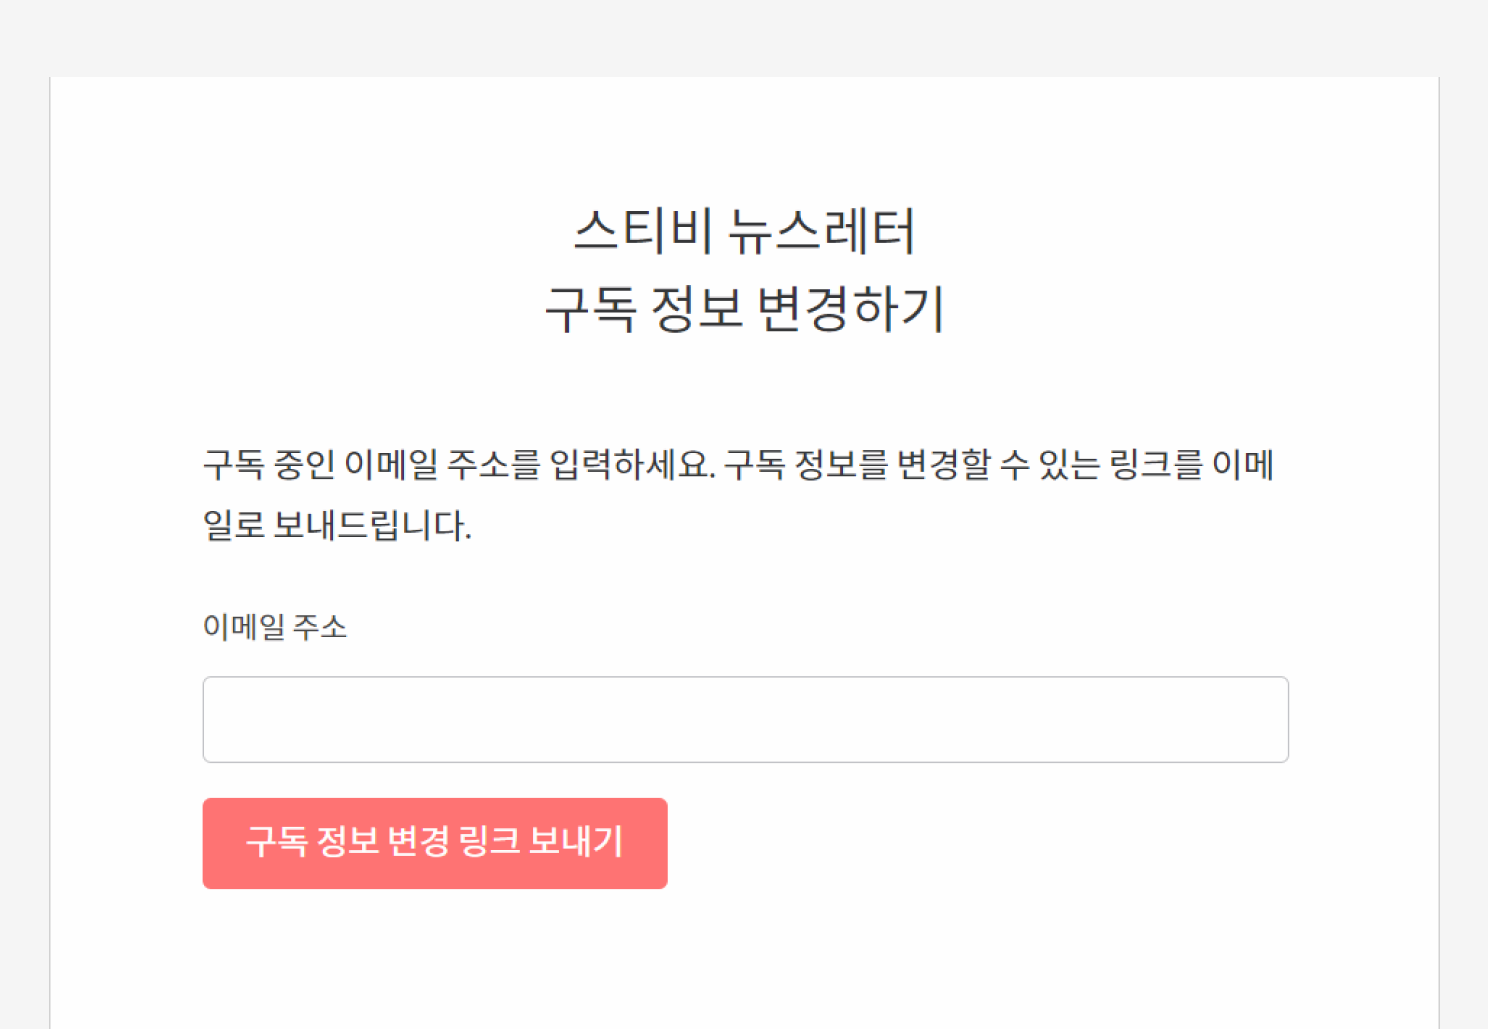 스티비 뉴스레터
구독 정보 변경하기
구독 중인 이메일 주소를 입력하세요. 구독 정보를 변경할 수 있는 링크를 이메
일로 보내드립니다.
이메일 주소
구독 정보 변경 링크 보내기